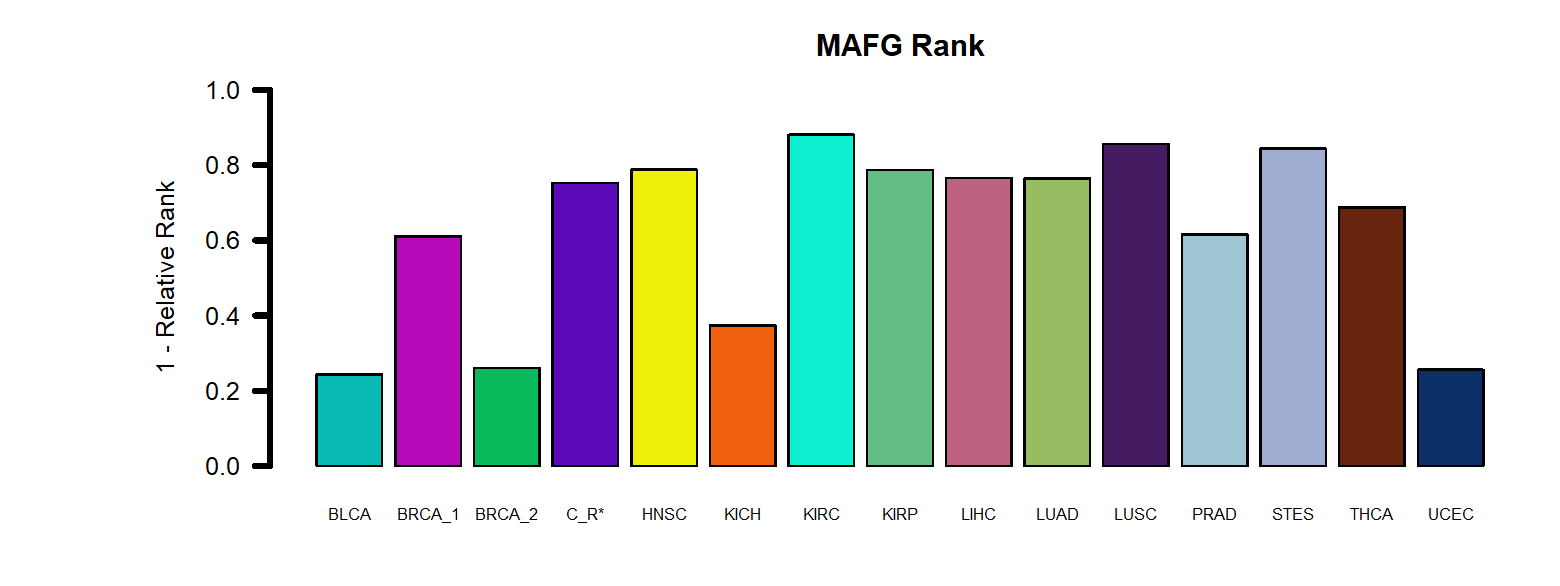 MAFG Rank
1 - Relative Rank
1.0
0.8
0.6
0.4
0.2
0.0
BLCA BRCA_1 BRCA_2 C_R* HNSC KICH KIRC KIRP LIHC LUAD LUSC PRAD STES THCA UCEC